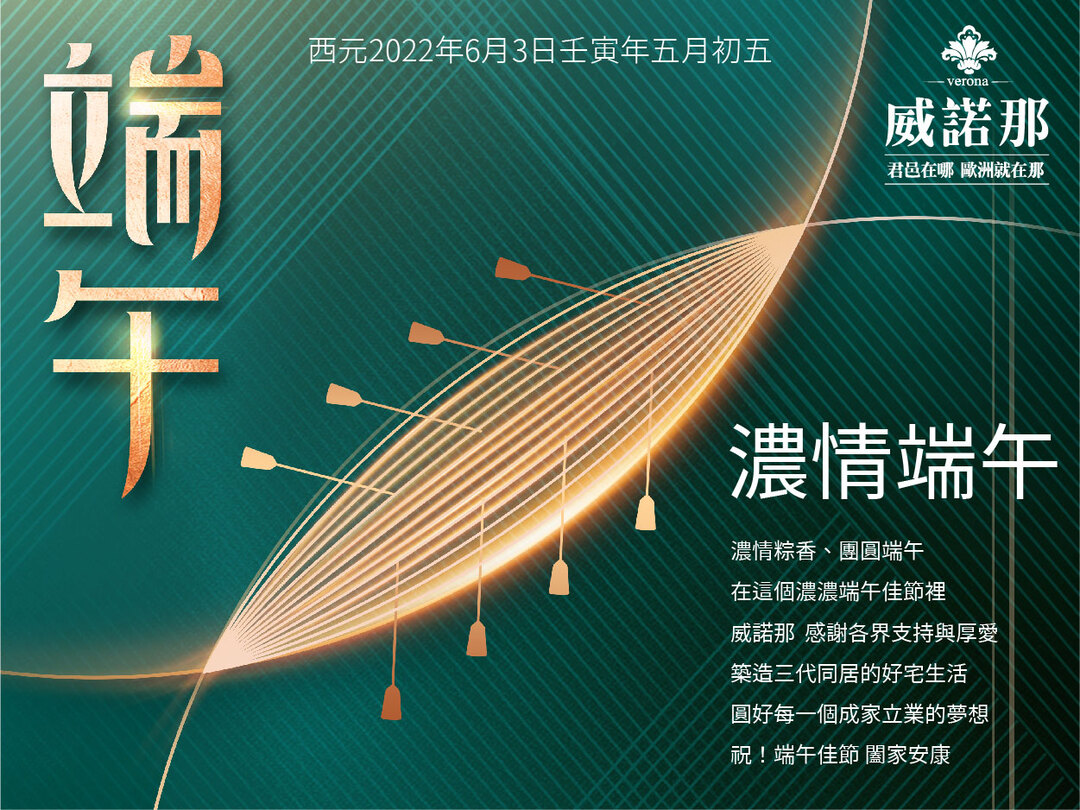 端午
西元2022年6月3日壬寅年五月初五
verona
威諾那
君邑在哪 歐洲就在那
濃情端午
濃情粽香、團圓端午
在這個濃濃端午佳節裡
威諾那 感謝各界支持與厚愛
築造三代同居的好宅生活
圓好每一個成家立業的夢想
祝！端午佳節 闔家安康